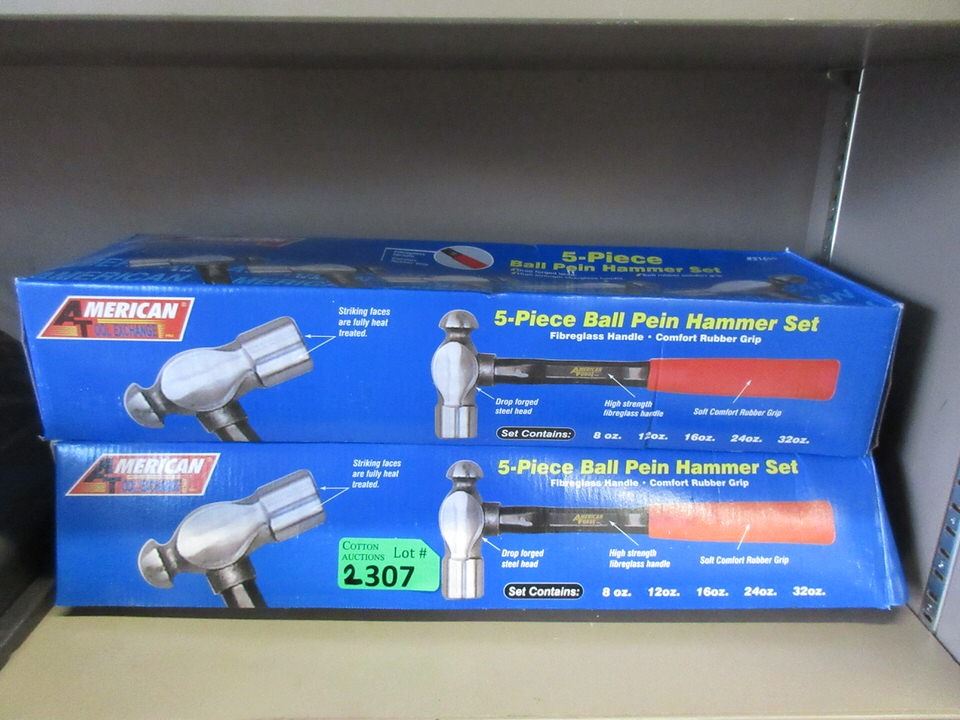 5-Piece
Ball Pein Hammer Set
AMERICAN
TOOL EXCHANGE
Striking faces
are fully heat
treated.
5-Piece Ball Pein Hammer Set
Fibreglass Handle • Comfort Rubber Grip
Drop forged
steel head
High strength
fibreglass handle
Soft Comfort Rubber Grip
Set Contains: 8 oz. 12oz. 16oz. 24oz. 32oz.
AMERICAN
TOOL EXCHANGE
Striking faces
are fully heat
treated.
5-Piece Ball Pein Hammer Set
Fibreglass Handle • Comfort Rubber Grip
Drop forged
steel head
High strength
fibreglass handle
Soft Comfort Rubber Grip
Set Contains: 8 oz. 12oz. 16oz. 24oz. 32oz.
COTTON
AUCTIONS Lot #
2307